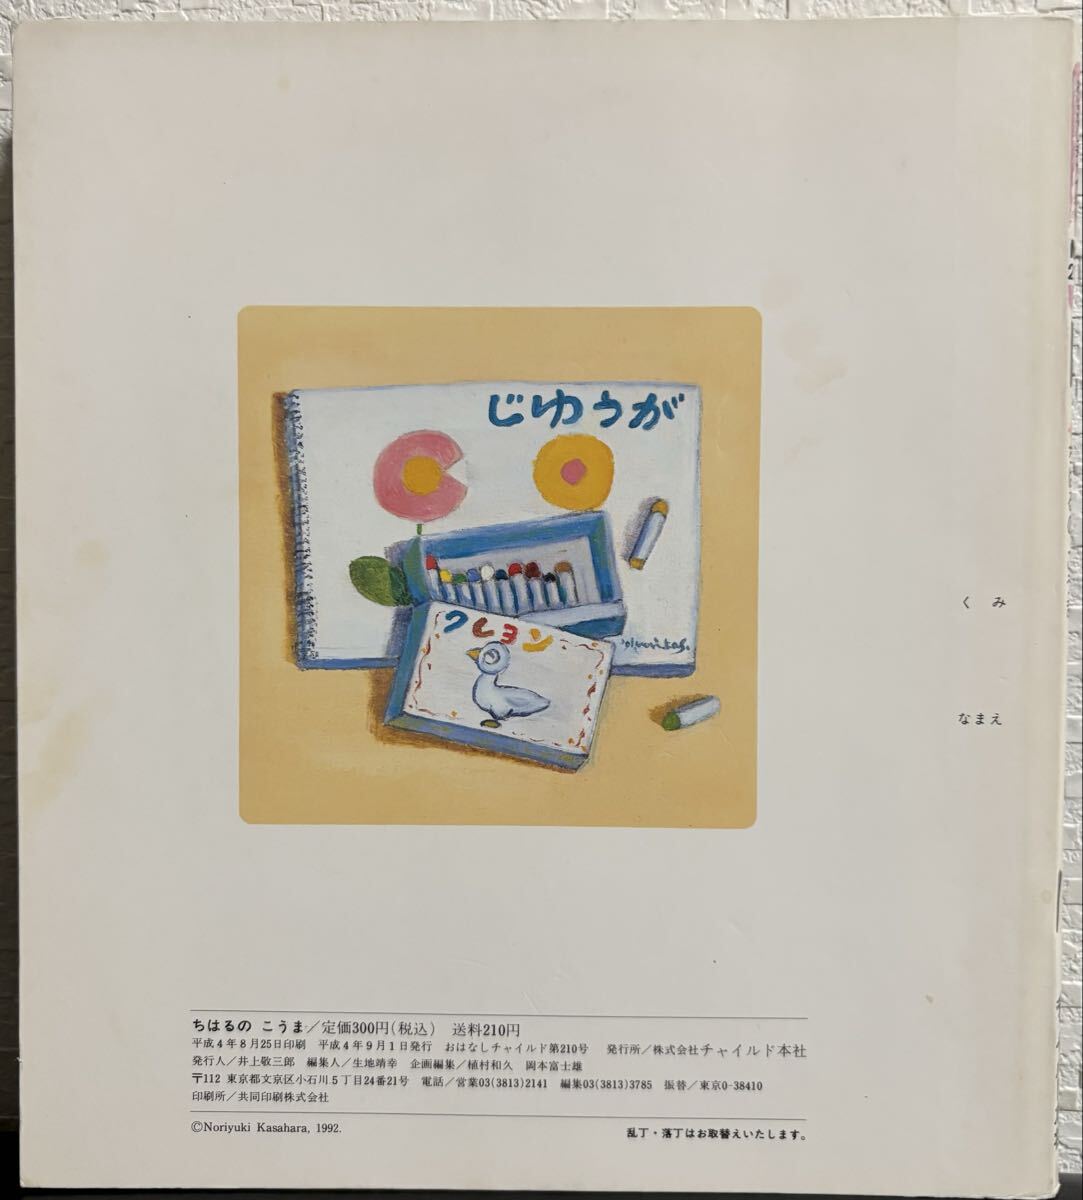 じゆうが
クレヨン
く み
なまえ
ちはるの こうま／定価300円(税込) 送料210円
平成4年8月25日印刷 平成4年9月1日発行 おはなしチャイルド第210号 発行所／株式会社チャイルド本社
発行人／井上敬三郎 編集人／生地靖幸 企画編集／植村和久 岡本富士雄
〒112 東京都文京区小石川5丁目24番21号 電話／営業03(3813)2141 編集03(3813)3785 振替／東京0-38410
印刷所／共同印刷株式会社
©Noriyuki Kasahara, 1992.
乱丁・落丁はお取替えいたします。
2